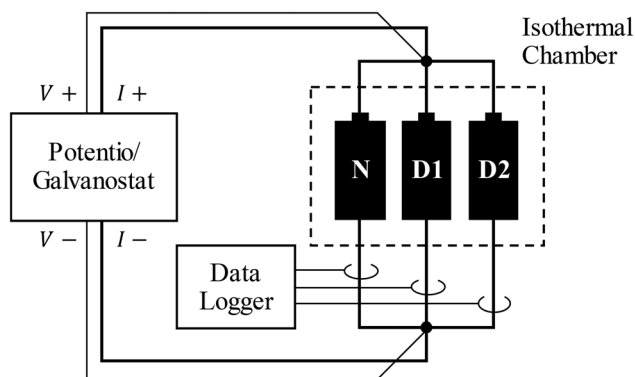 Isothermal
Chamber
V + I +
Potentio/
Galvanostat
V − I −
N D1 D2
Data
Logger